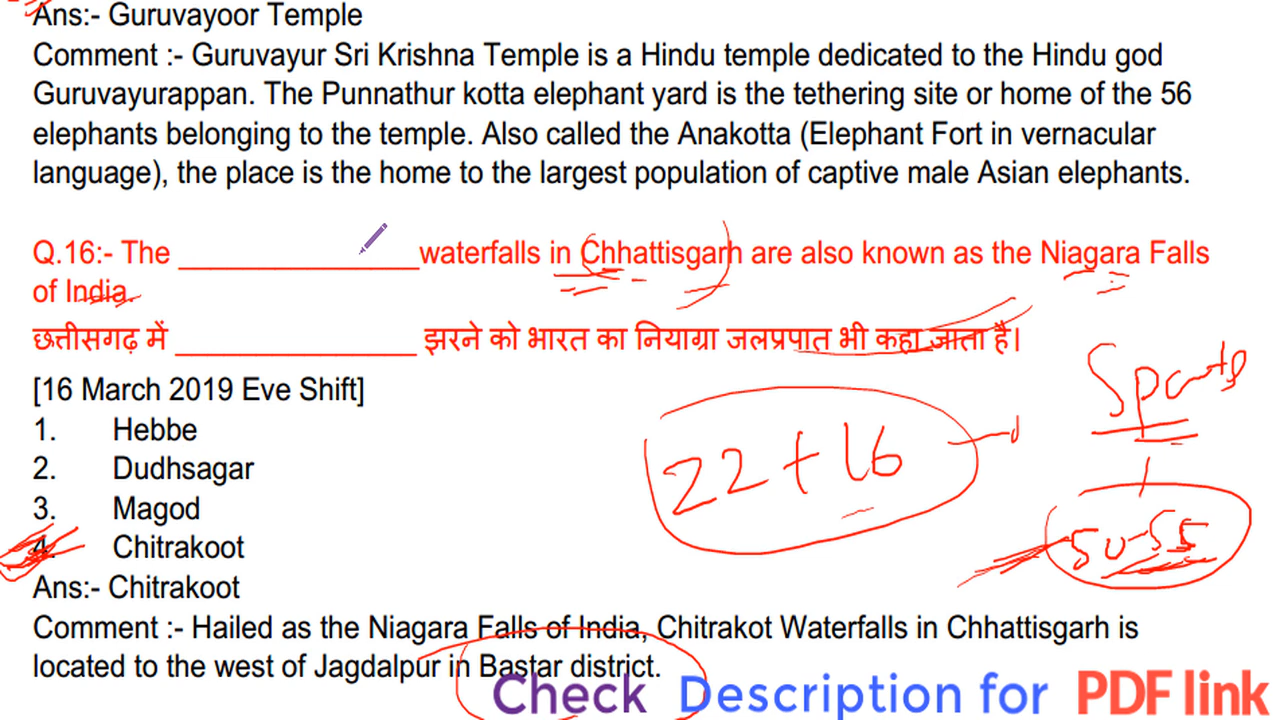 Ans:- Guruvayoor Temple
Comment :- Guruvayur Sri Krishna Temple is a Hindu temple dedicated to the Hindu god
Guruvayurappan. The Punnathur kotta elephant yard is the tethering site or home of the 56
elephants belonging to the temple. Also called the Anakotta (Elephant Fort in vernacular
language), the place is the home to the largest population of captive male Asian elephants.
Q.16:- The ________________ waterfalls in Chhattisgarh are also known as the Niagara Falls
of India.
छत्तीसगढ़ में ________________ झरने को भारत का नियाग्रा जलप्रपात भी कहा जाता है।
[16 March 2019 Eve Shift]
1. Hebbe
2. Dudhsagar
3. Magod
4. Chitrakoot
22+16
Sports
50-55
Ans:- Chitrakoot
Comment :- Hailed as the Niagara Falls of India, Chitrakot Waterfalls in Chhattisgarh is
located to the west of Jagdalpur in Bastar district.
Check Description for PDF link